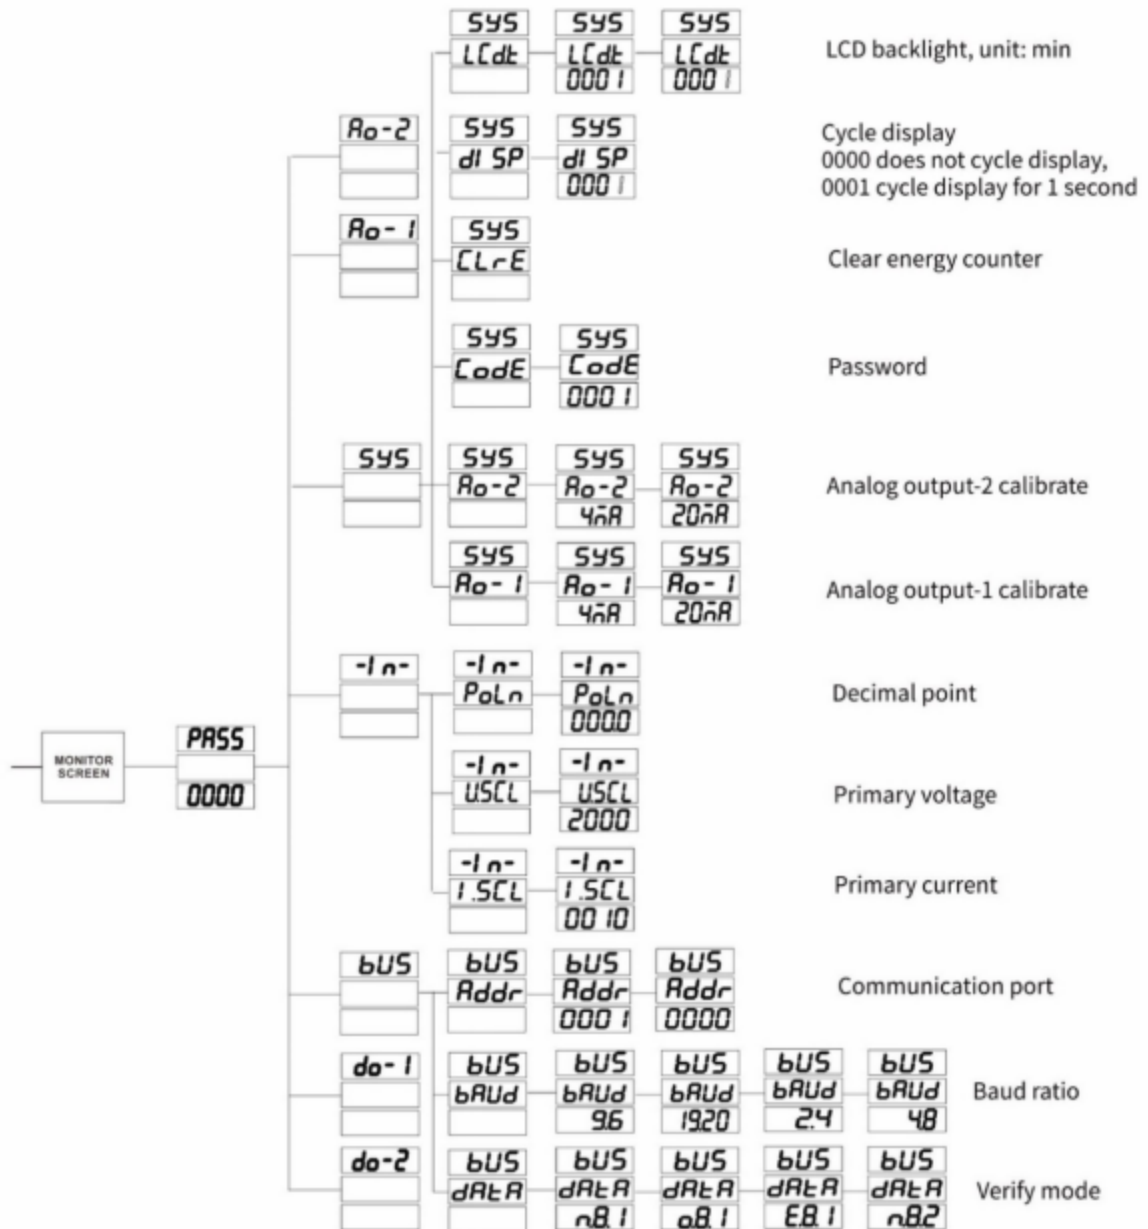 SYS SYS SYS
LCd.t LCd.t LCd.t LCD backlight, unit: min
0001 0001
Ao-2 SYS SYS Cycle display
dISP dISP 0000 does not cycle display,
0001 0001 cycle display for 1 second
Ao-1 SYS
CLrE Clear energy counter
SYS SYS
CodE CodE Password
0001
SYS SYS SYS SYS
Ao-2 Ao-2 Ao-2 Analog output-2 calibrate
4mA 20mA
SYS SYS SYS
Ao-1 Ao-1 Ao-1 Analog output-1 calibrate
4mA 20mA
-In- -In- -In-
PoLn PoLn Decimal point
000.0
PASS
MONITOR
SCREEN
0000
-In- -In-
U.SCL U.SCL Primary voltage
2000
-In- -In-
I.SCL I.SCL Primary current
0010
bUS bUS bUS bUS
Addr Addr Addr Communication port
0001 0000
do-1 bUS bUS bUS bUS bUS
bAUd bAUd bAUd bAUd bAUd Baud ratio
9.6 19.20 2.4 4.8
do-2 bUS bUS bUS bUS bUS
dAtA dAtA dAtA dAtA dAtA Verify mode
n.8.1 o.8.1 E.8.1 n.8.2